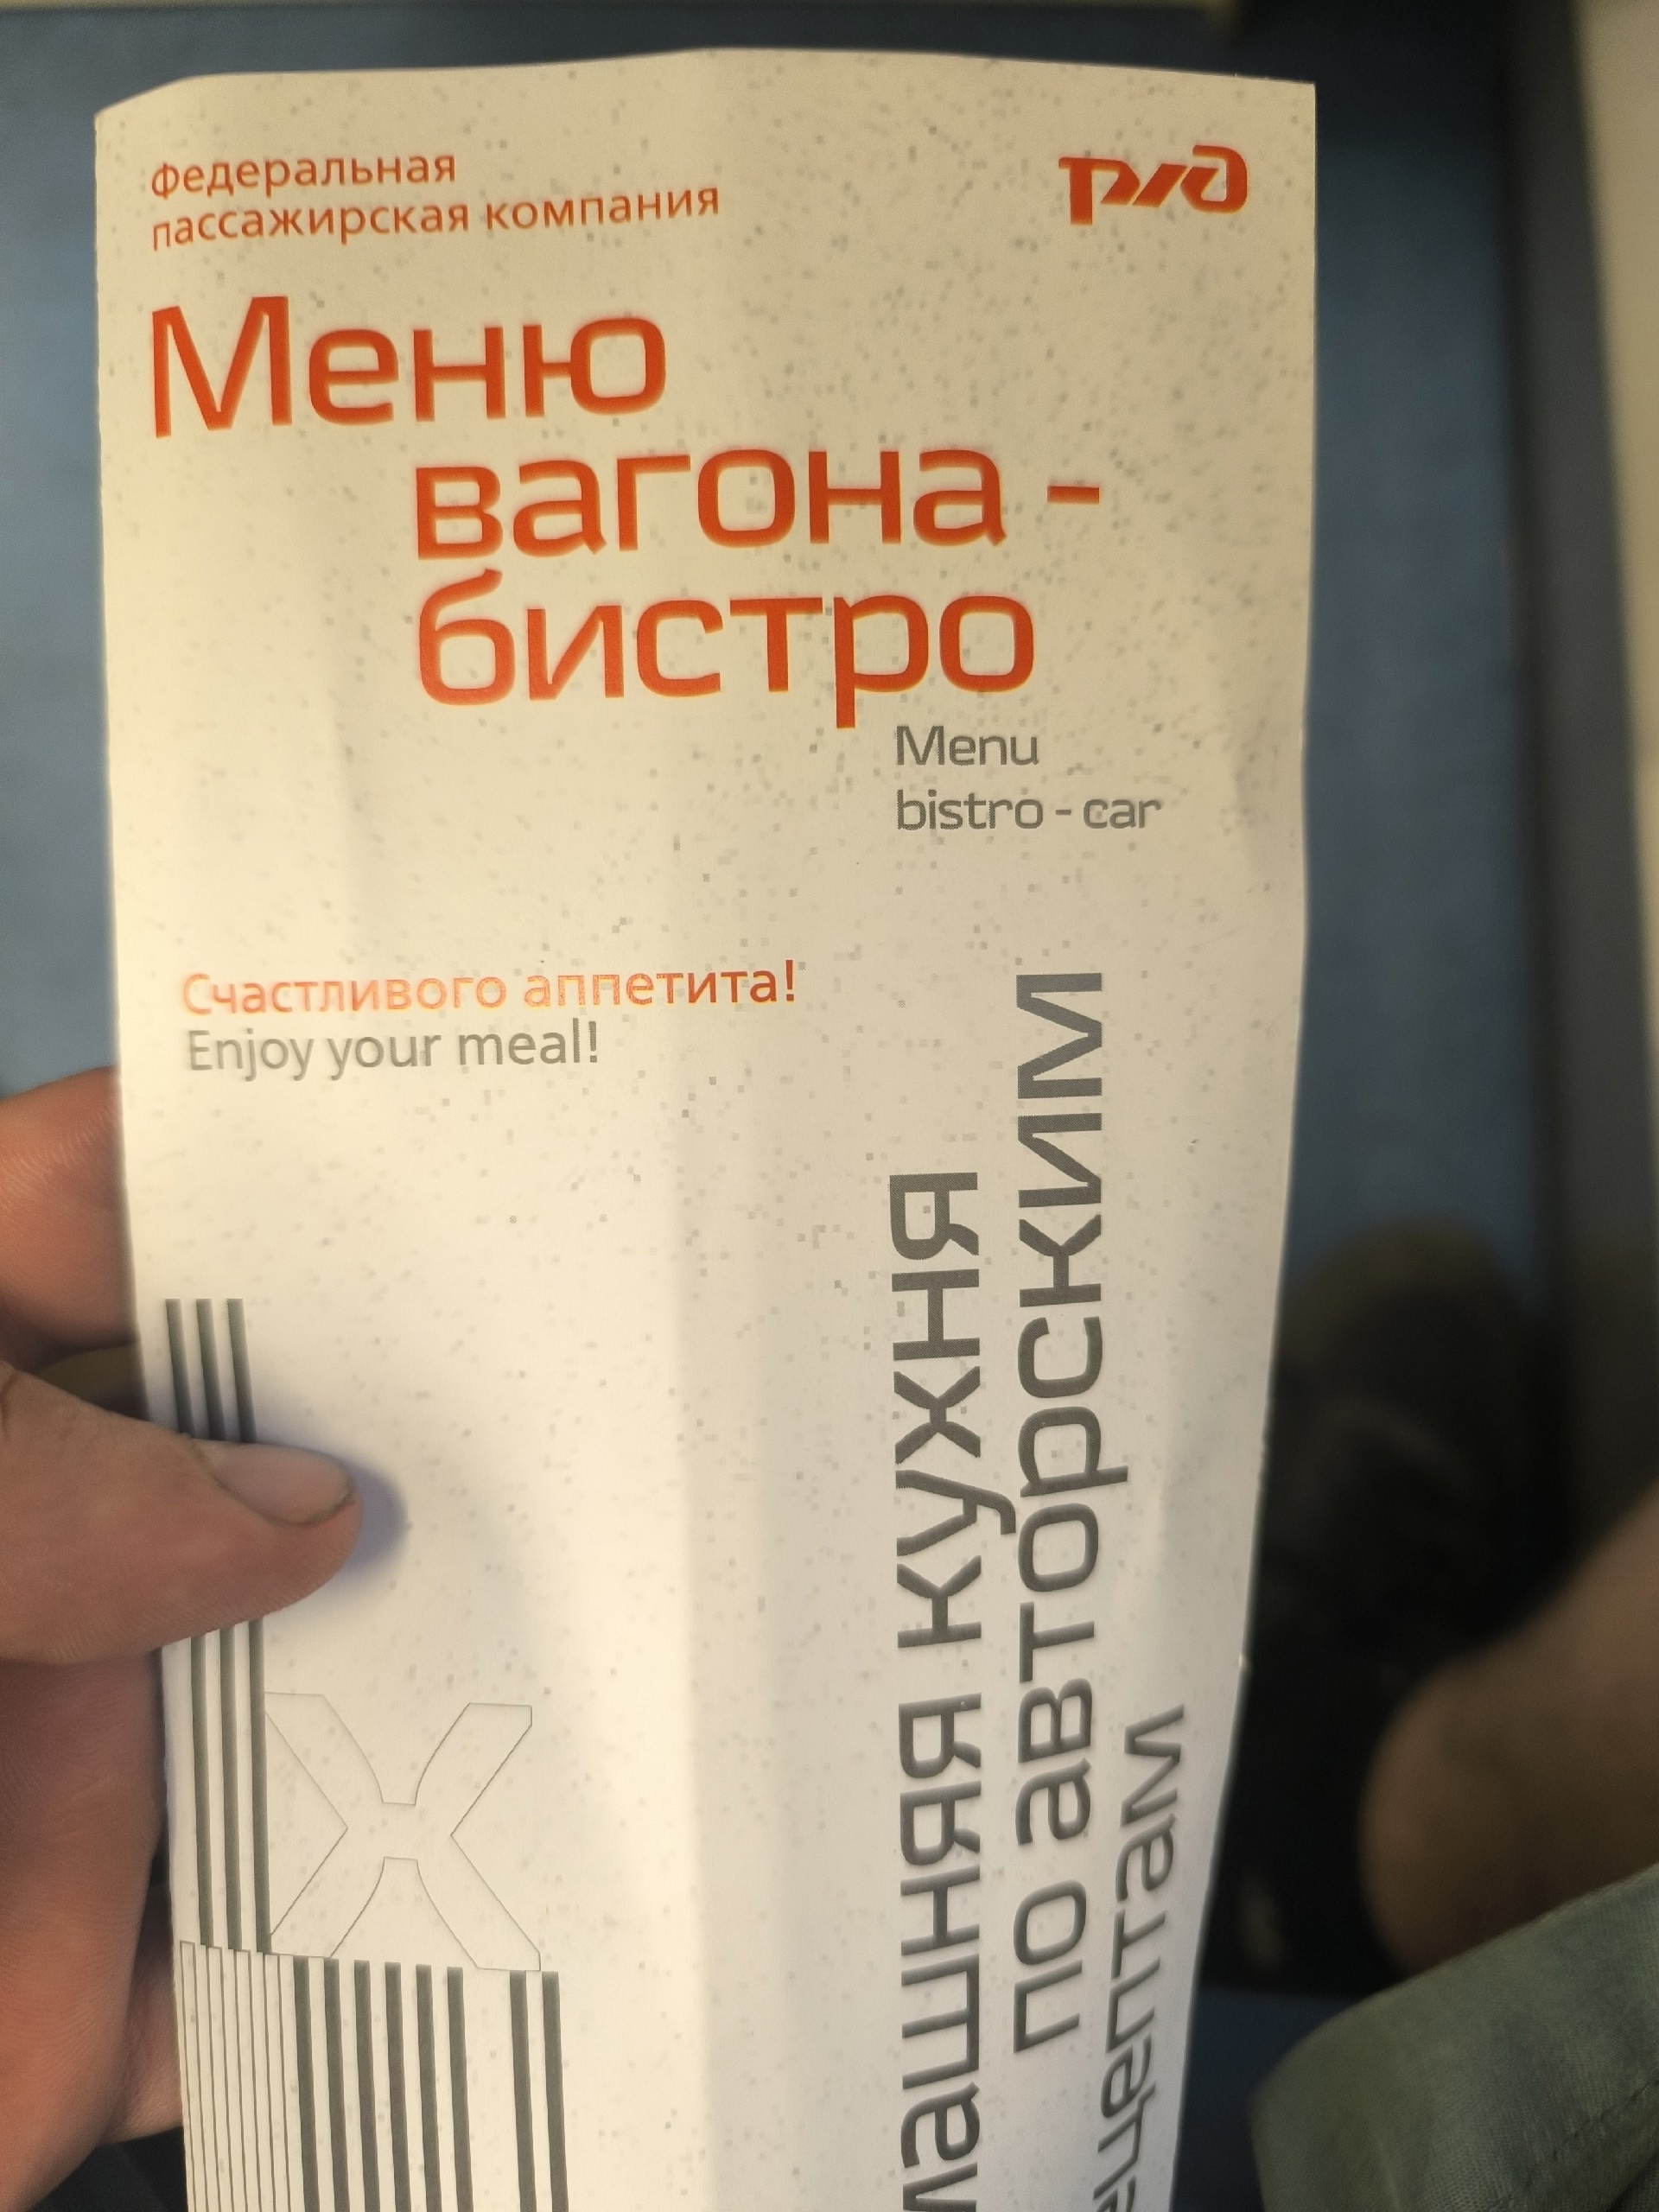 Федеральная
пассажирская компания
РЖД
Меню
вагона -
бистро
Menu
bistro - car
Счастливого аппетита!
Enjoy your meal!
кухня
по авторским